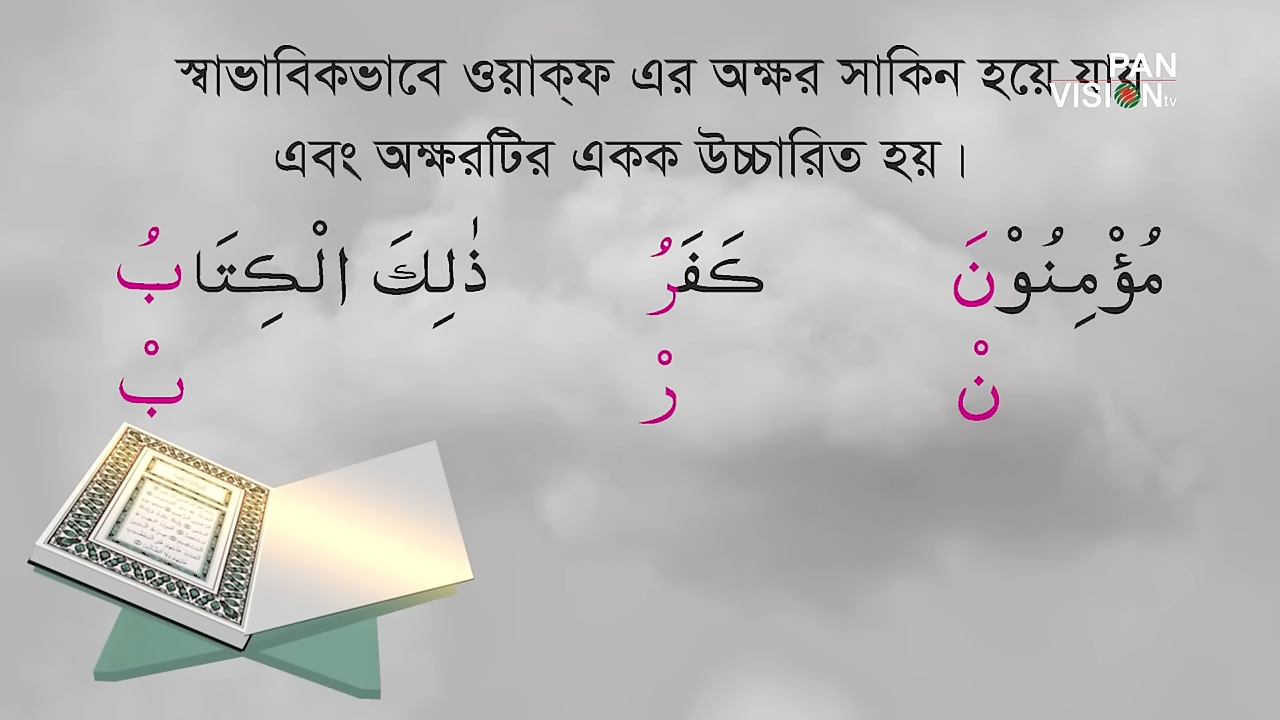 স্বাভাবিকভাবে ওয়াক্‌ফ এর অক্ষর সাকিন হয়ে যায়
PAN
VISION tv
এবং অক্ষরটির একক উচ্চারিত হয়।
مُؤْمِنُوْنَ كَفَرُ ذٰلِكَ الْكِتَابُ
نْ رْ بْ